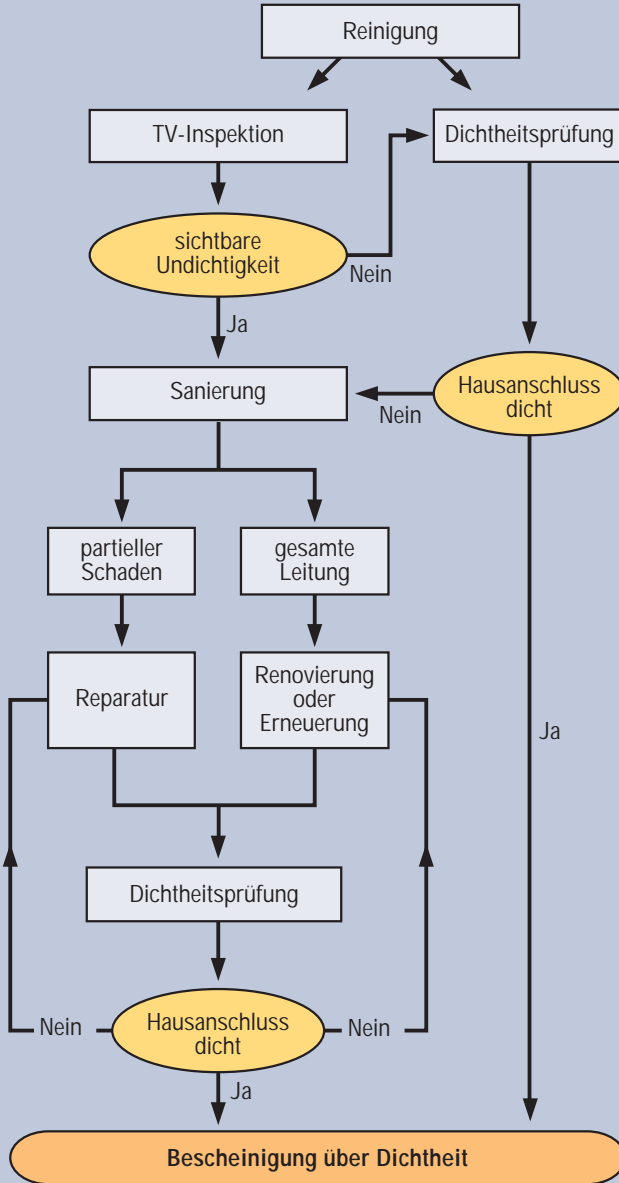 Reinigung
TV-Inspektion
Dichtheitsprüfung
sichtbare
Undichtigkeit
Nein
Ja
Sanierung
Nein
Hausanschluss
dicht
partieller
Schaden
gesamte
Leitung
Reparatur
Renovierung
oder
Erneuerung
Ja
Dichtheitsprüfung
Nein
Hausanschluss
dicht
Nein
Ja
Bescheinigung über Dichtheit